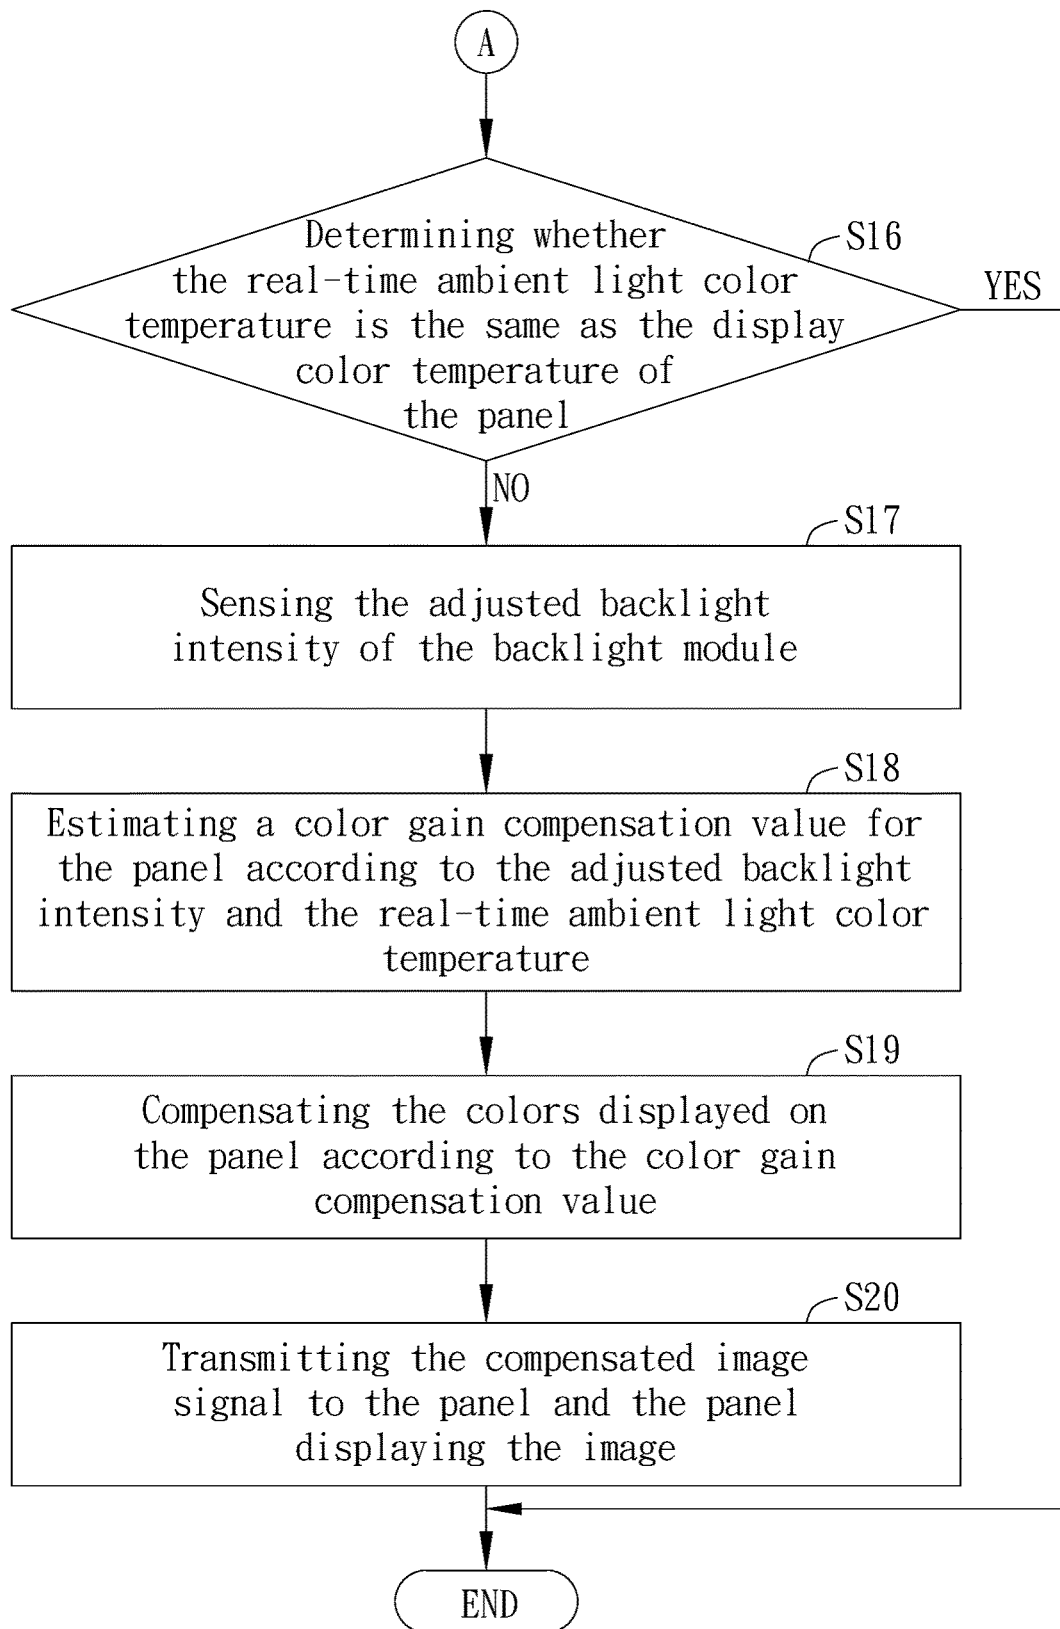 A
S16
Determining whether
the real-time ambient light color
temperature is the same as the display
color temperature of
the panel
YES
NO
S17
Sensing the adjusted backlight
intensity of the backlight module
S18
Estimating a color gain compensation value for
the panel according to the adjusted backlight
intensity and the real-time ambient light color
temperature
S19
Compensating the colors displayed on
the panel according to the color gain
compensation value
S20
Transmitting the compensated image
signal to the panel and the panel
displaying the image
END